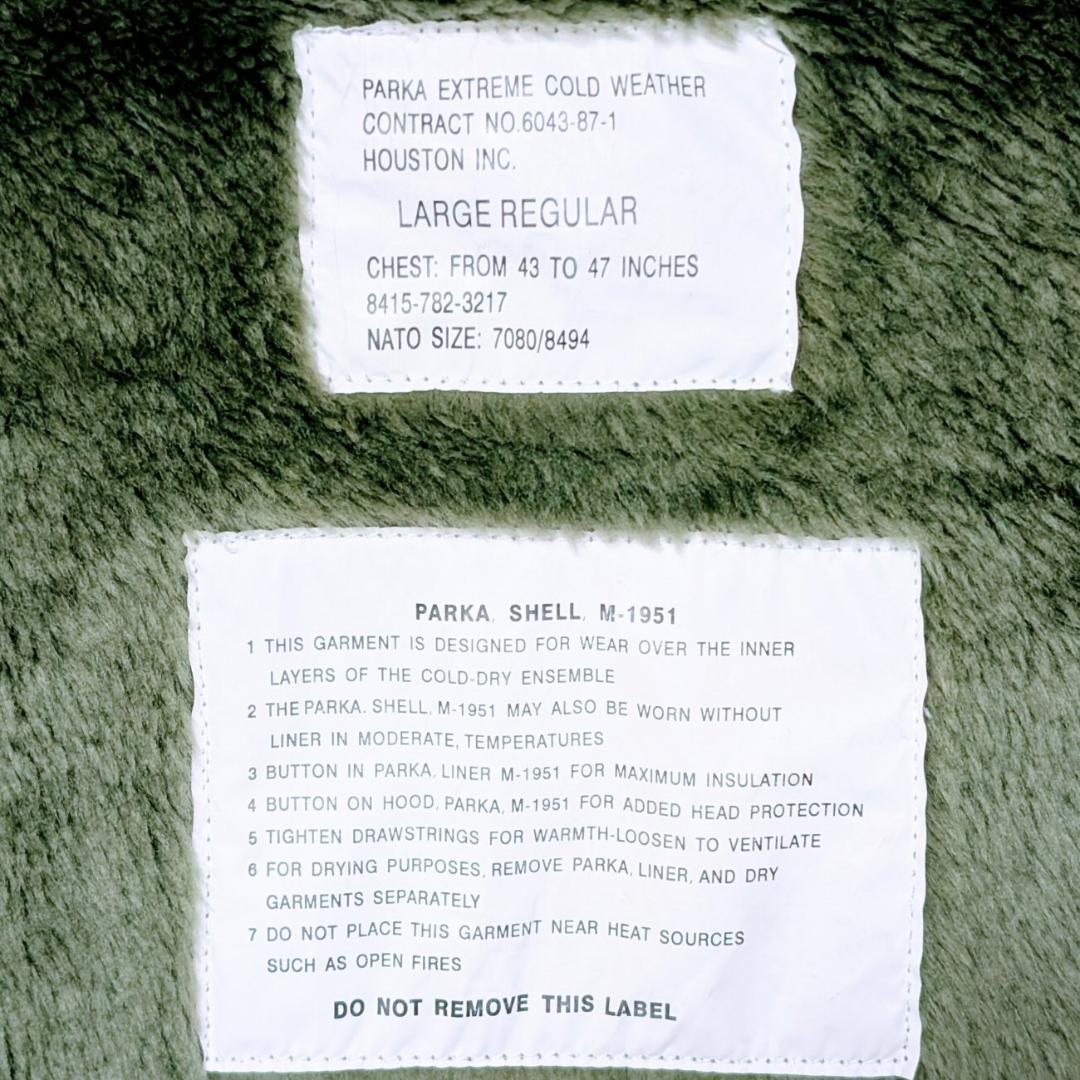 PARKA EXTREME COLD WEATHER
CONTRACT NO.6043-87-1
HOUSTON INC.
LARGE REGULAR
CHEST: FROM 43 TO 47 INCHES
8415-782-3217
NATO SIZE: 7080/8494
PARKA, SHELL, M-1951
1 THIS GARMENT IS DESIGNED FOR WEAR OVER THE INNER
LAYERS OF THE COLD-DRY ENSEMBLE
2 THE PARKA. SHELL, M-1951 MAY ALSO BE WORN WITHOUT
LINER IN MODERATE, TEMPERATURES
3 BUTTON IN PARKA, LINER M-1951 FOR MAXIMUM INSULATION
4 BUTTON ON HOOD, PARKA, M-1951 FOR ADDED HEAD PROTECTION
5 TIGHTEN DRAWSTRINGS FOR WARMTH-LOOSEN TO VENTILATE
6 FOR DRYING PURPOSES, REMOVE PARKA, LINER, AND DRY
GARMENTS SEPARATELY
7 DO NOT PLACE THIS GARMENT NEAR HEAT SOURCES
SUCH AS OPEN FIRES
DO NOT REMOVE THIS LABEL